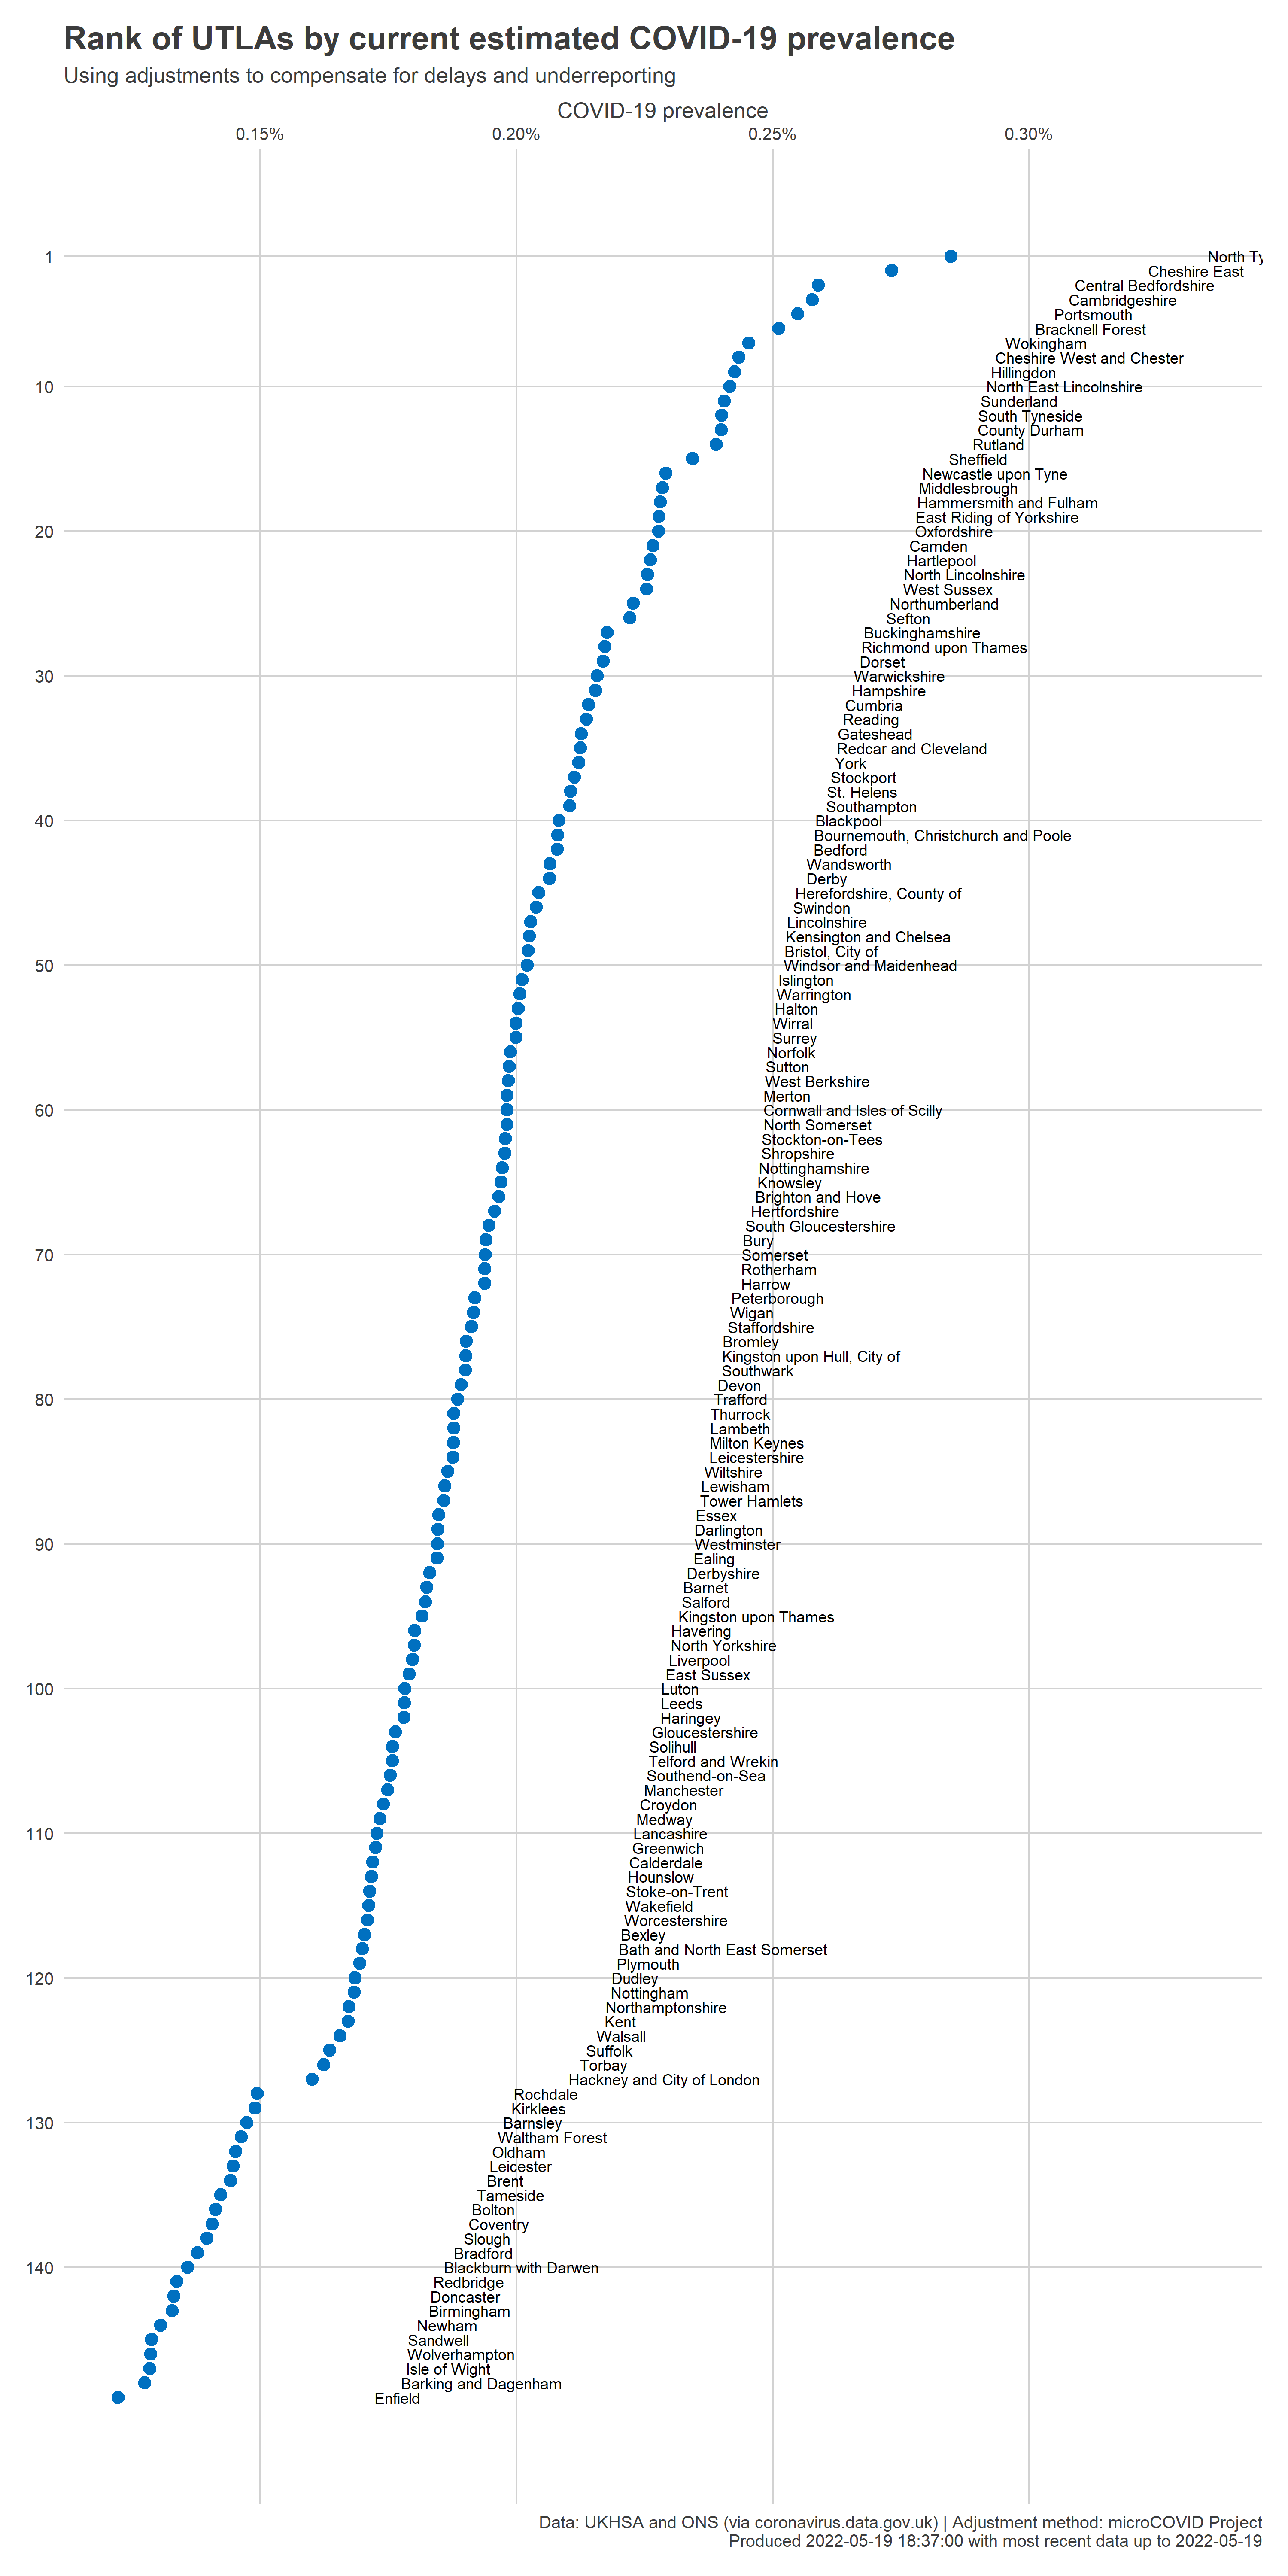 Rank of UTLAs by current estimated COVID-19 prevalence
Using adjustments to compensate for delays and underreporting
COVID-19 prevalence
0.15% 0.20% 0.25% 0.30%
1 North Ty
Cheshire East
Central Bedfordshire
Cambridgeshire
Portsmouth
Bracknell Forest
Wokingham
Cheshire West and Chester
Hillingdon
10 North East Lincolnshire
Sunderland
South Tyneside
County Durham
Rutland
Sheffield
Newcastle upon Tyne
Middlesbrough
Hammersmith and Fulham
East Riding of Yorkshire
20 Oxfordshire
Camden
Hartlepool
North Lincolnshire
West Sussex
Northumberland
Sefton
Buckinghamshire
Richmond upon Thames
Dorset
30 Warwickshire
Hampshire
Cumbria
Reading
Gateshead
Redcar and Cleveland
York
Stockport
St. Helens
Southampton
40 Blackpool
Bournemouth, Christchurch and Poole
Bedford
Wandsworth
Derby
Herefordshire, County of
Swindon
Lincolnshire
Kensington and Chelsea
Bristol, City of
50 Windsor and Maidenhead
Islington
Warrington
Halton
Wirral
Surrey
Norfolk
Sutton
West Berkshire
Merton
60 Cornwall and Isles of Scilly
North Somerset
Stockton-on-Tees
Shropshire
Nottinghamshire
Knowsley
Brighton and Hove
Hertfordshire
South Gloucestershire
Bury
70 Somerset
Rotherham
Harrow
Peterborough
Wigan
Staffordshire
Bromley
Kingston upon Hull, City of
Southwark
Devon
80 Trafford
Thurrock
Lambeth
Milton Keynes
Leicestershire
Wiltshire
Lewisham
Tower Hamlets
Essex
Darlington
90 Westminster
Ealing
Derbyshire
Barnet
Salford
Kingston upon Thames
Havering
North Yorkshire
Liverpool
East Sussex
100 Luton
Leeds
Haringey
Gloucestershire
Solihull
Telford and Wrekin
Southend-on-Sea
Manchester
Croydon
Medway
110 Lancashire
Greenwich
Calderdale
Hounslow
Stoke-on-Trent
Wakefield
Worcestershire
Bexley
Bath and North East Somerset
Plymouth
120 Dudley
Nottingham
Northamptonshire
Kent
Walsall
Suffolk
Torbay
Hackney and City of London
Rochdale
Kirklees
130 Barnsley
Waltham Forest
Oldham
Leicester
Brent
Tameside
Bolton
Coventry
Slough
Bradford
140 Blackburn with Darwen
Redbridge
Doncaster
Birmingham
Newham
Sandwell
Wolverhampton
Isle of Wight
Barking and Dagenham
Enfield
Data: UKHSA and ONS (via coronavirus.data.gov.uk) | Adjustment method: microCOVID Project
Produced 2022-05-19 18:37:00 with most recent data up to 2022-05-19